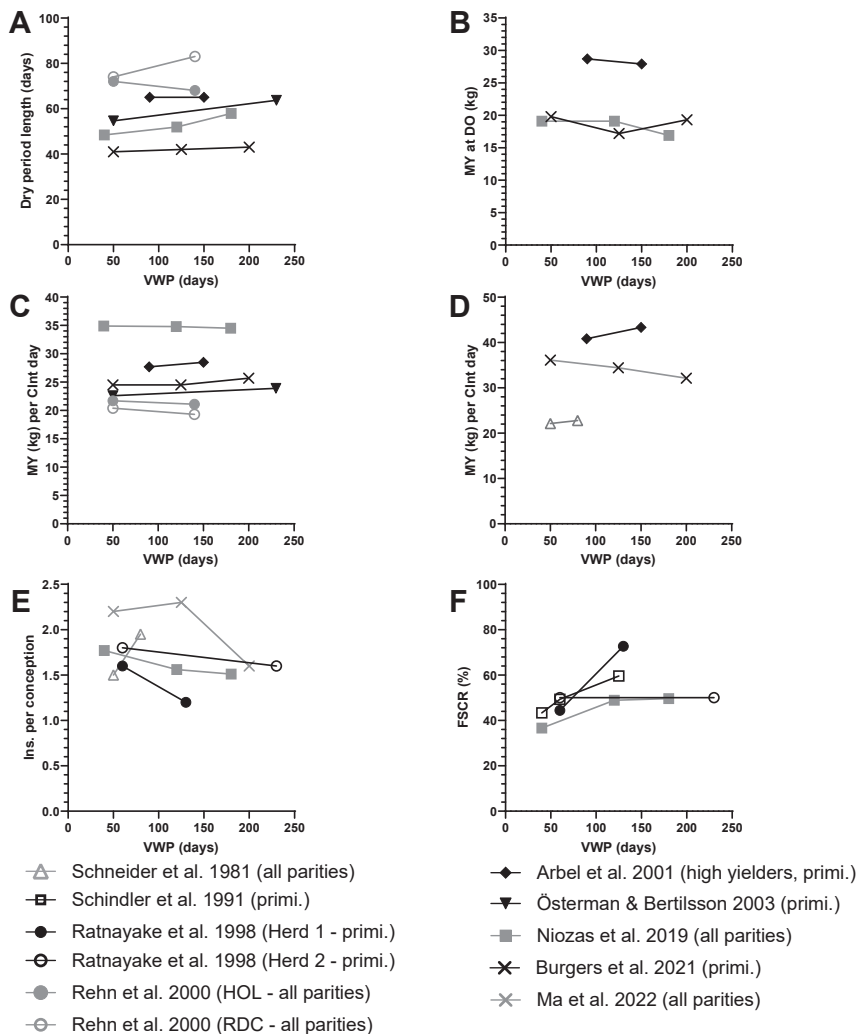 A
100
80
60
40
20
0
Dry period length (days)
0 50 100 150 200 250
VWP (days)
B
35
30
25
20
15
10
5
0
MY at DO (kg)
0 50 100 150 200 250
VWP (days)
C
40
35
30
25
20
15
10
5
0
MY (kg) per CInt day
0 50 100 150 200 250
VWP (days)
D
50
40
30
20
10
0
MY (kg) per CInt day
0 50 100 150 200 250
VWP (days)
E
2.5
2.0
1.5
1.0
0.5
0.0
Ins. per conception
0 50 100 150 200 250
VWP (days)
F
100
80
60
40
20
0
FSCR (%)
0 50 100 150 200 250
VWP (days)
Schneider et al. 1981 (all parities)
Schindler et al. 1991 (primi.)
Ratnayake et al. 1998 (Herd 1 - primi.)
Ratnayake et al. 1998 (Herd 2 - primi.)
Rehn et al. 2000 (HOL - all parities)
Rehn et al. 2000 (RDC - all parities)
Arbel et al. 2001 (high yielders, primi.)
Österman & Bertilsson 2003 (primi.)
Niozas et al. 2019 (all parities)
Burgers et al. 2021 (primi.)
Ma et al. 2022 (all parities)